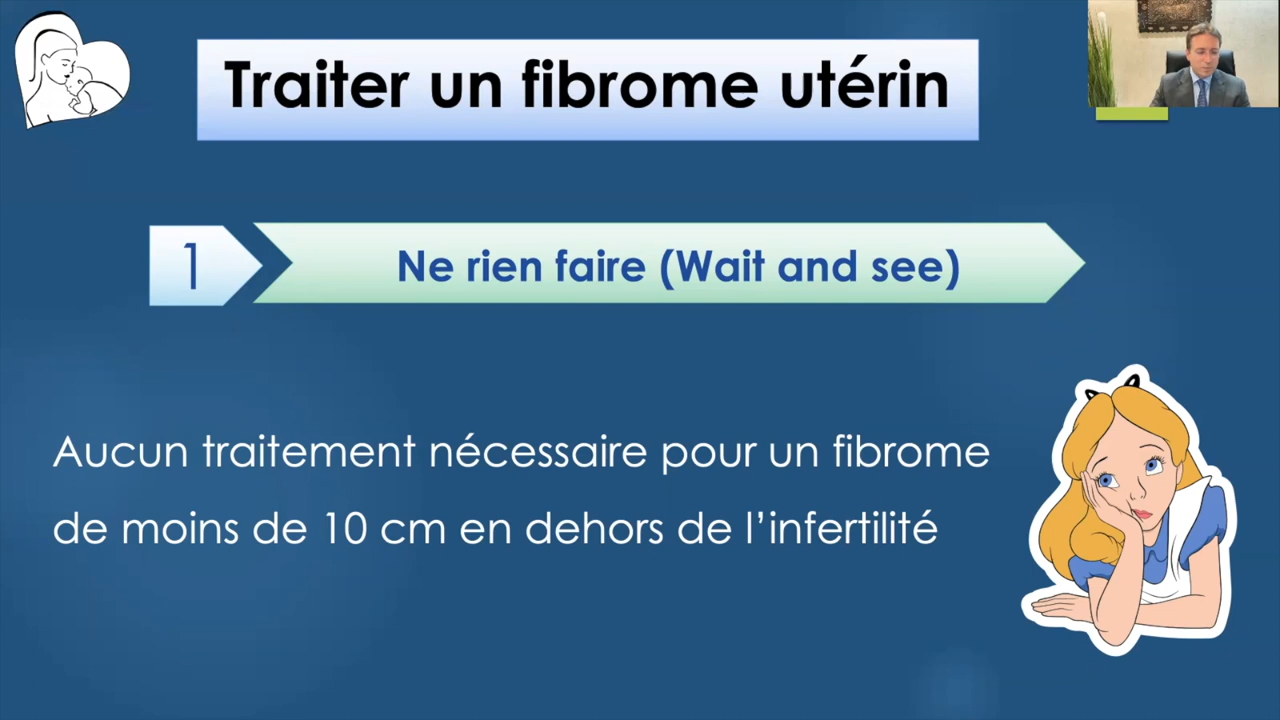 Traiter un fibrome utérin
1
Ne rien faire (Wait and see)
Aucun traitement nécessaire pour un fibrome
de moins de 10 cm en dehors de l’infertilité